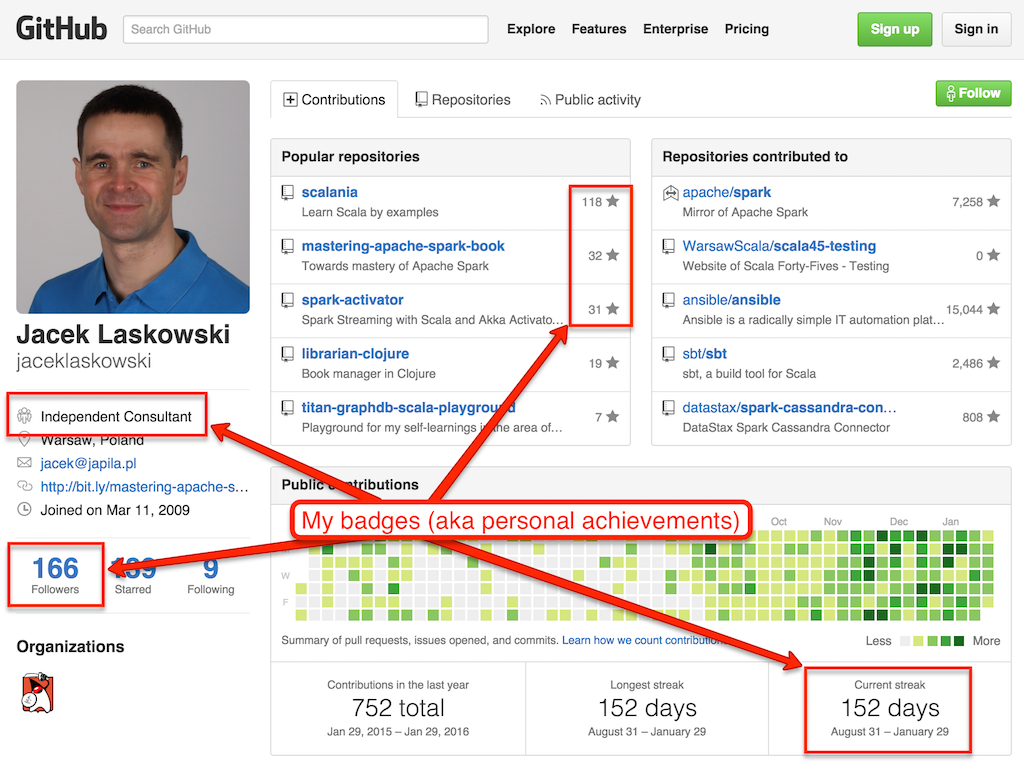 GitHub
Search GitHub
Explore Features Enterprise Pricing
Sign up Sign in
Contributions Repositories Public activity
Follow
Jacek Laskowski
jaceklaskowski
Independent Consultant
Warsaw, Poland
jacek@japila.pl
http://bit.ly/mastering-apache-s...
Joined on Mar 11, 2009
166 9
Followers Starred Following
Organizations
Popular repositories
scalania 118
Learn Scala by examples
mastering-apache-spark-book 32
Towards mastery of Apache Spark
spark-activator 31
Spark Streaming with Scala and Akka Activato...
librarian-clojure 19
Book manager in Clojure
titan-graphdb-scala-playground 7
Playground for my self-learnings in the area of...
Repositories contributed to
apache/spark 7,258
Mirror of Apache Spark
WarsawScala/scala45-testing 0
Website of Scala Forty-Fives - Testing
ansible/ansible 15,044
Ansible is a radically simple IT automation plat...
sbt/sbt 2,486
sbt, a build tool for Scala
datastax/spark-cassandra-con... 808
DataStax Spark Cassandra Connector
Public contributions
My badges (aka personal achievements)
Oct Nov Dec Jan
W
F
Summary of pull requests, issues opened, and commits. Learn how we count contributions
Less More
Contributions in the last year
752 total
Jan 29, 2015 – Jan 29, 2016
Longest streak
152 days
August 31 – January 29
Current streak
152 days
August 31 – January 29